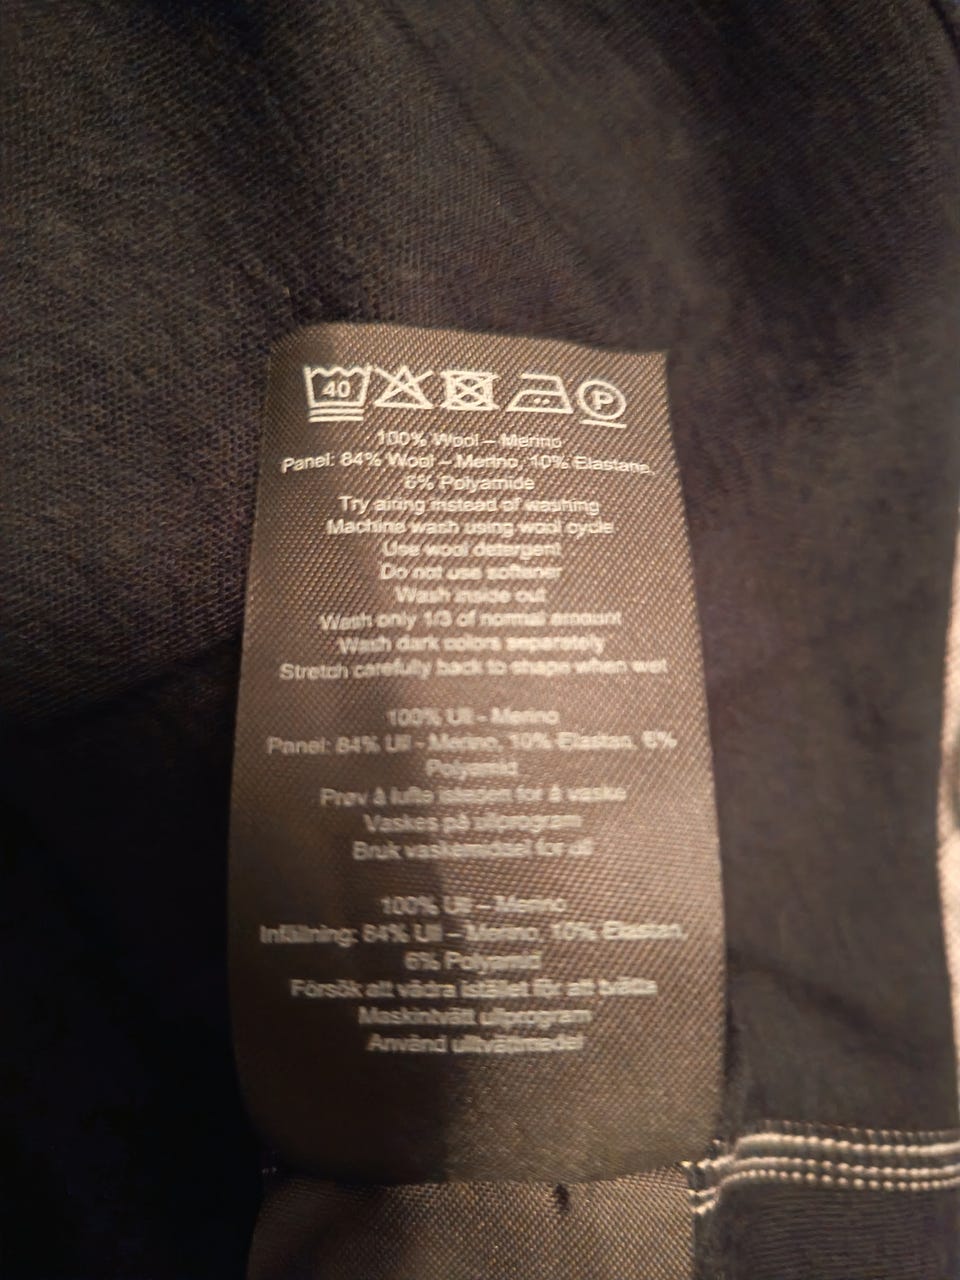 40 P
100% Wool – Merino
Panel: 84% Wool – Merino, 10% Elastane,
6% Polyamide
Try airing instead of washing
Machine wash using wool cycle
Use wool detergent
Do not use softener
Wash inside out
Wash only 1/3 of normal amount
Wash dark colors separately
Stretch carefully back to shape when wet
100% Ull - Merino
Panel: 84% Ull - Merino, 10% Elastan, 6%
Polyamid
Prøv å lufte isteden for å vaske
Vaskes på ullprogram
Bruk vaskemiddel for ull
100% Ull – Merino
Infällning: 84% Ull – Merino, 10% Elastan,
6% Polyamid
Försök att vädra istället för att tvätta
Maskintvätt ullprogram
Använd ulltvättmedel